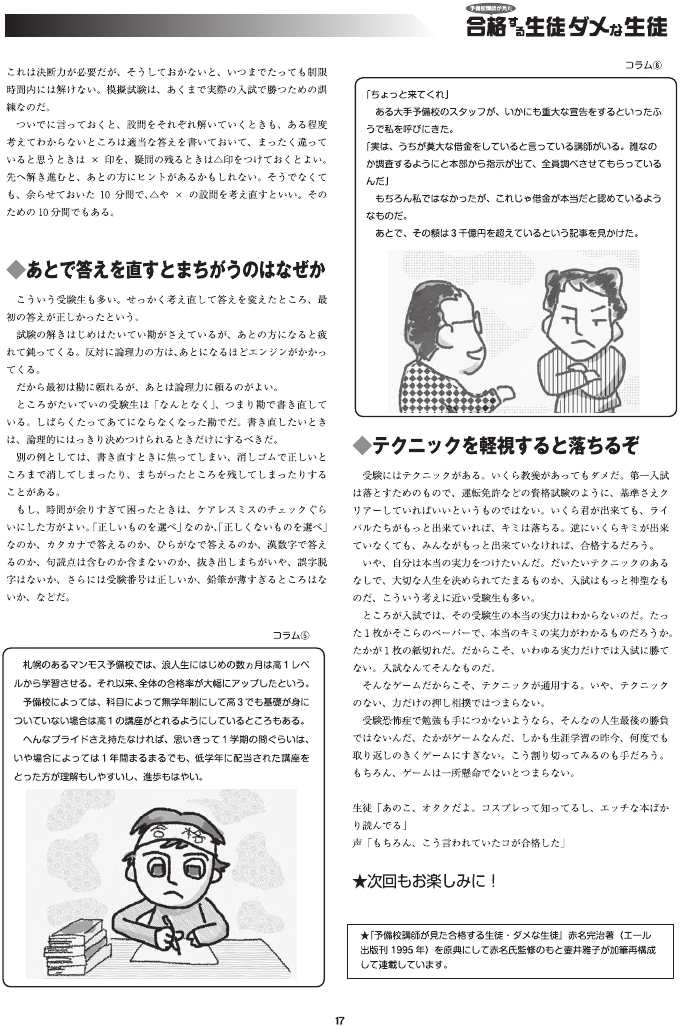 予備校講師が見た
合格する生徒 ダメな生徒
これは決断力が必要だが、そうしておかないと、いつまでたっても制限
時間内には解けない。模擬試験は、あくまで実際の入試で勝つための訓
練なのだ。
ついでに言っておくと、設問をそれぞれ解いていくときも、ある程度
考えてわからないところは適当な答えを書いておいて、まったく違って
いると思うときは × 印を、疑問の残るときは△印をつけておくとよい。
先へ解き進むと、あとの方にヒントがあるかもしれない。そうでなくて
も、余らせておいた 10 分間で、△や × の設問を考え直すといい。その
ための 10 分間でもある。
◆あとで答えを直すとまちがうのはなぜか
こういう受験生も多い。せっかく考え直して答えを変えたところ、最
初の答えが正しかったという。
試験の解きはじめはたいてい勘がさえているが、あとの方になると疲
れて鈍ってくる。反対に論理力の方は、あとになるほどエンジンがかかっ
てくる。
だから最初は勘に頼れるが、あとは論理力に頼るのがよい。
ところがたいていの受験生は「なんとなく」、つまり勘で書き直して
いる。しばらくたってあてにならなくなった勘でだ。書き直したいとき
は、論理的にはっきり決めつけられるときだけにするべきだ。
別の例としては、書き直すときに焦ってしまい、消しゴムで正しいと
ころまで消してしまったり、まちがったところを残してしまったりする
ことがある。
もし、時間が余りすぎて困ったときは、ケアレスミスのチェックぐら
いにした方がよい。「正しいものを選べ」なのか、「正しくないものを選べ」
なのか、カタカナで答えるのか、ひらがなで答えるのか、漢数字で答え
るのか、句読点は含むのか含まないのか、抜き出しまちがいや、誤字脱
字はないか、さらには受験番号は正しいか、鉛筆が薄すぎるところはな
いか、などだ。
コラム⑤
札幌のあるマンモス予備校では、浪人生にはじめの数ヵ月は高1レベ
ルから学習させる。それ以来、全体の合格率が大幅にアップしたという。
予備校によっては、科目によって無学年制にして高3でも基礎が身に
ついていない場合は高1の講座がとれるようにしているところもある。
へんなプライドさえ持たなければ、思いきって1学期の間ぐらいは、
いや場合によっては1年間まるまるでも、低学年に配当された講座を
とった方が理解もしやすいし、進歩もはやい。
合格
コラム⑥
「ちょっと来てくれ」
ある大手予備校のスタッフが、いかにも重大な宣告をするといったふ
うで私を呼びにきた。
「実は、うちが莫大な借金をしていると言っている講師がいる。誰なの
か調査するようにと本部から指示が出て、全員調べさせてもらっている
んだ」
もちろん私ではなかったが、これじゃ借金が本当だと認めているよう
なものだ。
あとで、その額は3千億円を超えているという記事を見かけた。
◆テクニックを軽視すると落ちるぞ
受験にはテクニックがある。いくら教養があってもダメだ。第一入試
は落とすためのもので、運転免許などの資格試験のように、基準さえク
リアーしていればいいというものではない。いくら君が出来ても、ライ
バルたちがもっと出来ていれば、キミは落ちる。逆にいくらキミが出来
ていなくても、みんながもっと出来ていなければ、合格するだろう。
いや、自分は本当の実力をつけたいんだ。だいたいテクニックのある
なしで、大切な人生を決められてたまるものか、入試はもっと神聖なも
のだ、こういう考えに近い受験生も多い。
ところが入試では、その受験生の本当の実力はわからないのだ。たっ
た1枚かそこらのペーパーで、本当のキミの実力がわかるものだろうか。
たかが1枚の紙切れだ。だからこそ、いわゆる実力だけでは入試に勝て
ない。入試なんてそんなものだ。
そんなゲームだからこそ、テクニックが通用する。いや、テクニック
のない、力だけの押し相撲ではつまらない。
受験恐怖症で勉強も手につかないようなら、そんなの人生最後の勝負
ではないんだ、たかがゲームなんだ、しかも生涯学習の昨今、何度でも
取り返しのきくゲームにすぎない。こう割り切ってみるのも手だろう。
もちろん、ゲームは一所懸命でないとつまらない。
生徒「あのこ、オタクだよ。コスプレって知ってるし、エッチな本ばか
り読んでる」
声「もちろん、こう言われていたコが合格した」
★次回もお楽しみに！
★「予備校講師が見た合格する生徒・ダメな生徒」赤名完治著（エール
出版刊 1995 年）を原典にして赤名氏監修のもと壷井雅子が加筆再構成
して連載しています。
17